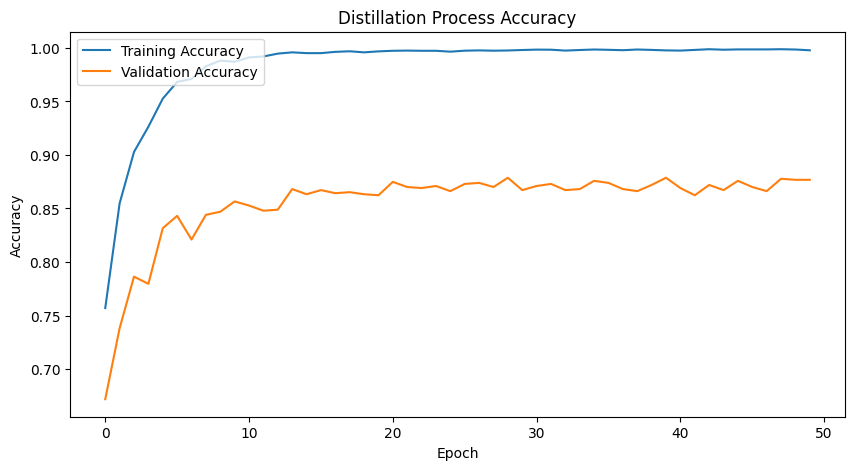 Distillation Process Accuracy
Training Accuracy
Validation Accuracy
1.00
0.95
0.90
0.85
0.80
0.75
0.70
Accuracy
0 10 20 30 40 50
Epoch